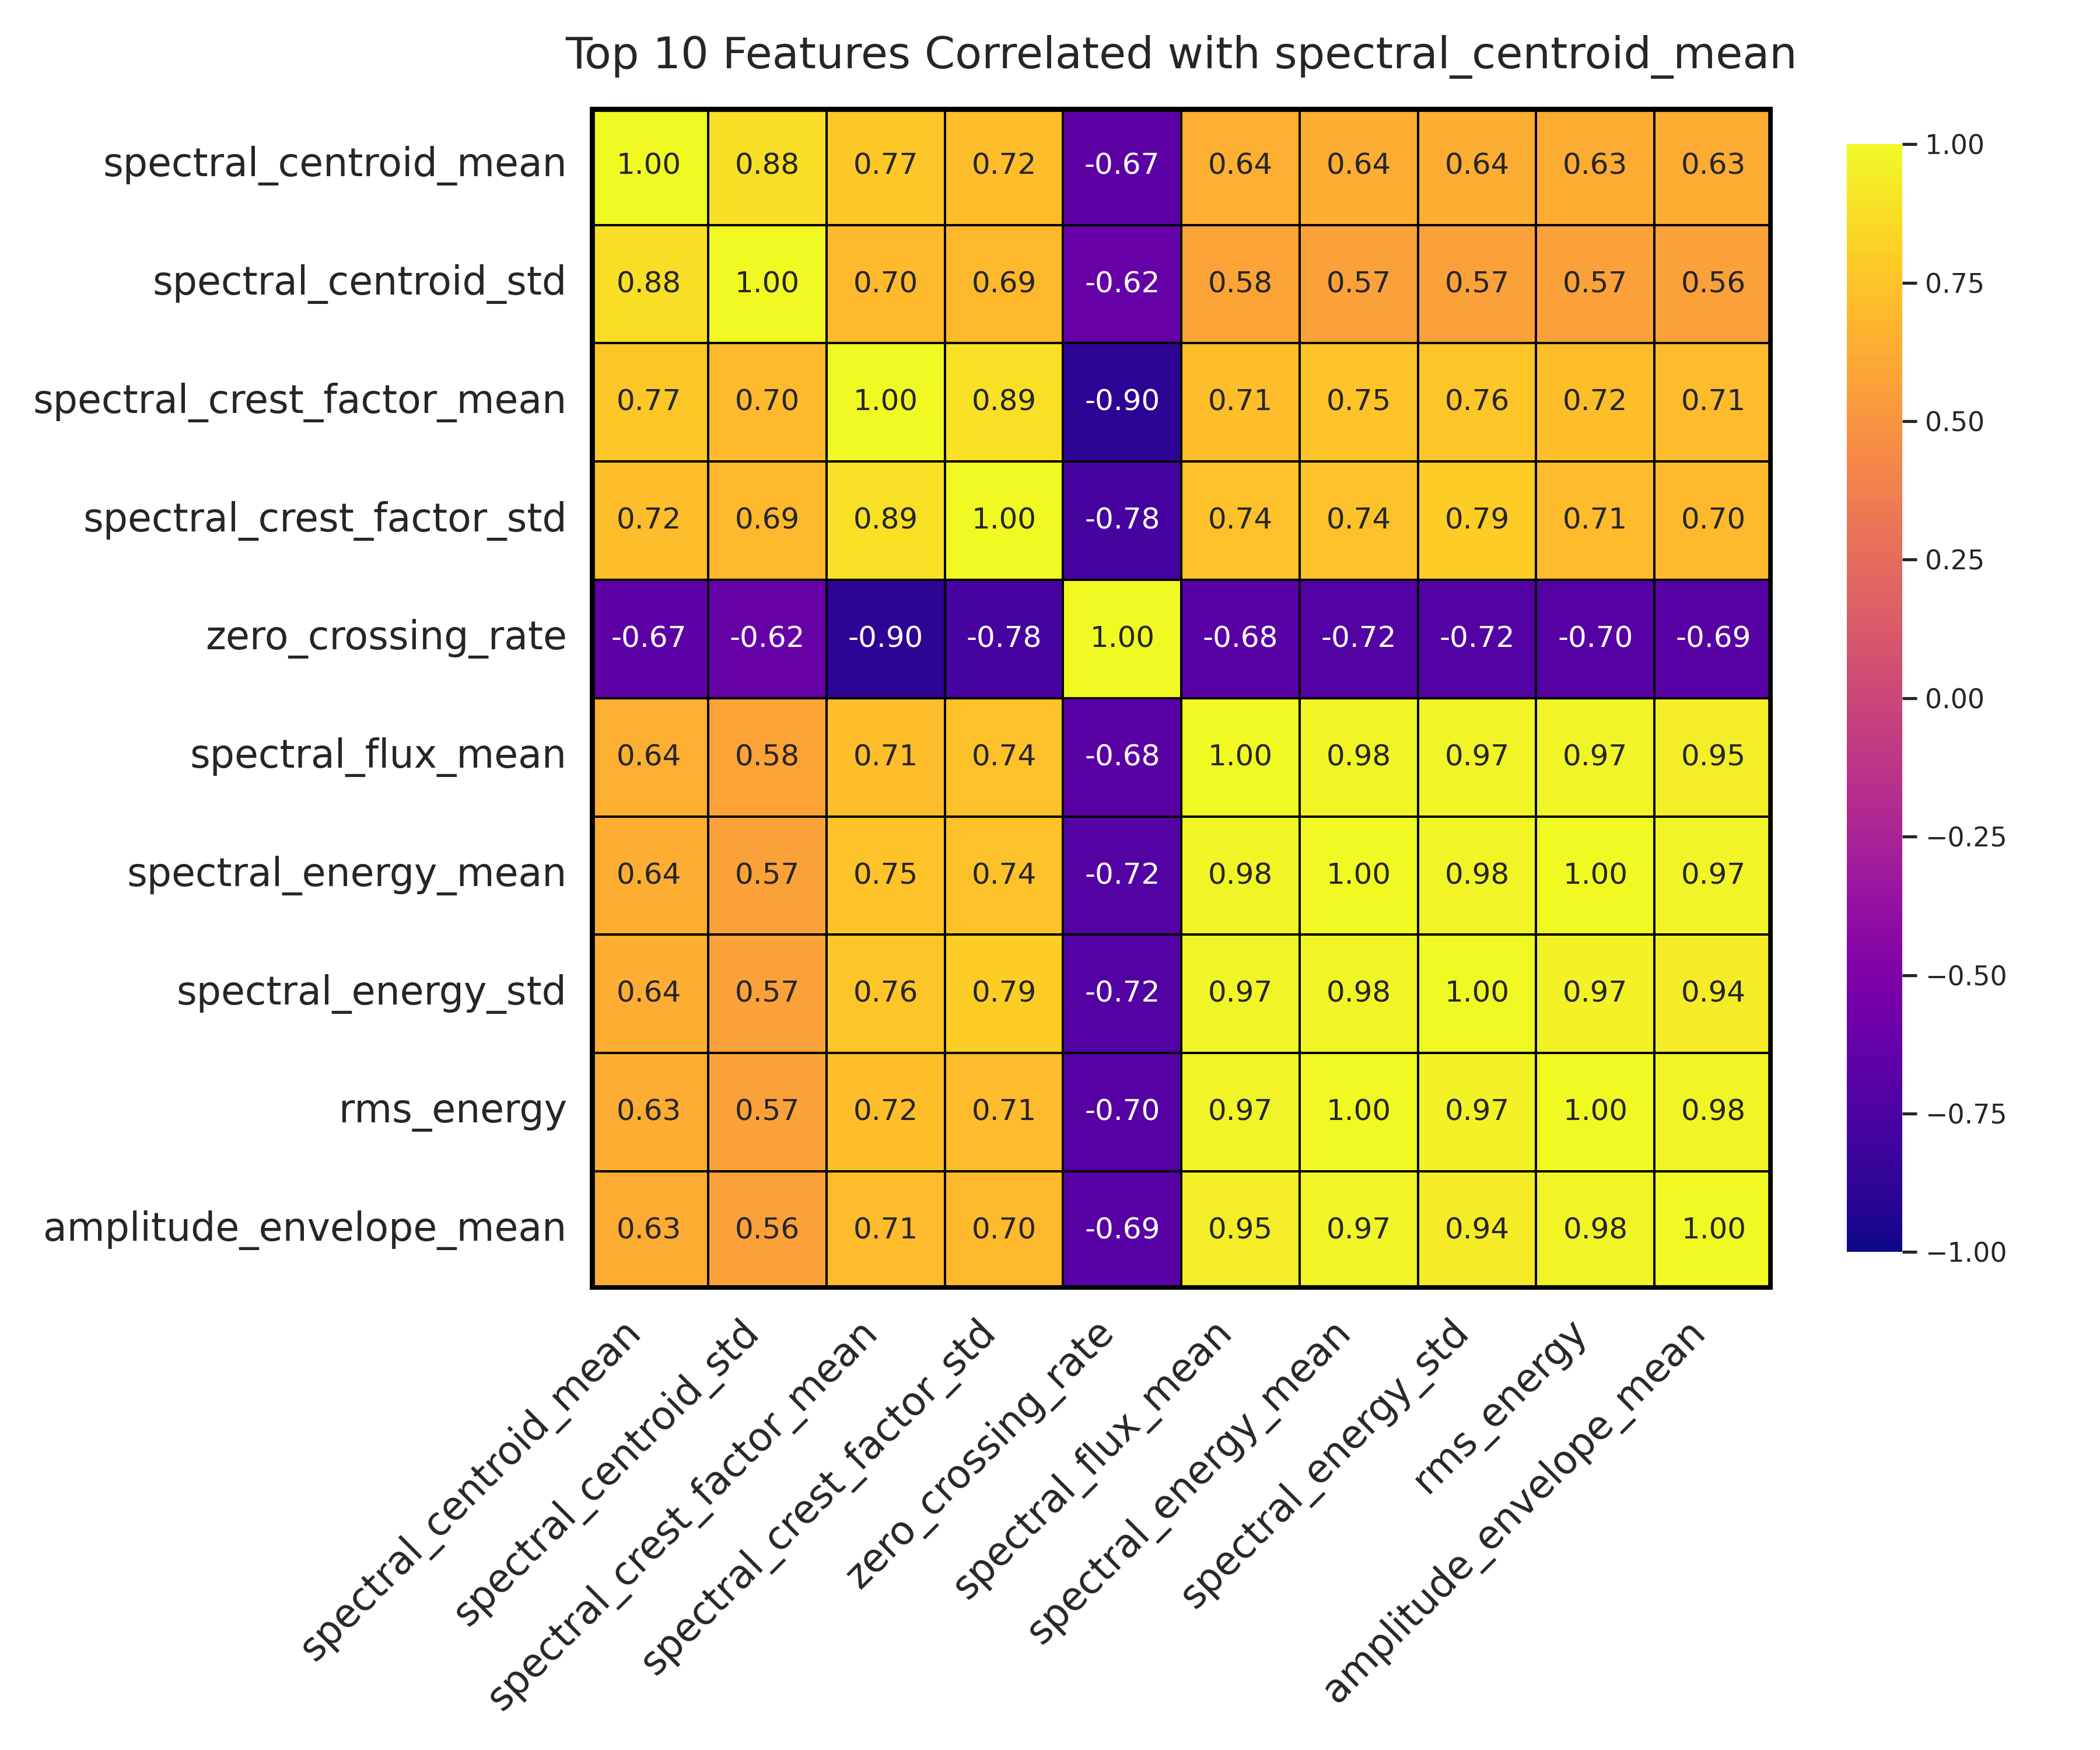 Top 10 Features Correlated with spectral_centroid_mean
spectral_centroid_mean 1.00 0.88 0.77 0.72 -0.67 0.64 0.64 0.64 0.63 0.63
spectral_centroid_std 0.88 1.00 0.70 0.69 -0.62 0.58 0.57 0.57 0.57 0.56
spectral_crest_factor_mean 0.77 0.70 1.00 0.89 -0.90 0.71 0.75 0.76 0.72 0.71
spectral_crest_factor_std 0.72 0.69 0.89 1.00 -0.78 0.74 0.74 0.79 0.71 0.70
zero_crossing_rate -0.67 -0.62 -0.90 -0.78 1.00 -0.68 -0.72 -0.72 -0.70 -0.69
spectral_flux_mean 0.64 0.58 0.71 0.74 -0.68 1.00 0.98 0.97 0.97 0.95
spectral_energy_mean 0.64 0.57 0.75 0.74 -0.72 0.98 1.00 0.98 1.00 0.97
spectral_energy_std 0.64 0.57 0.76 0.79 -0.72 0.97 0.98 1.00 0.97 0.94
rms_energy 0.63 0.57 0.72 0.71 -0.70 0.97 1.00 0.97 1.00 0.98
amplitude_envelope_mean 0.63 0.56 0.71 0.70 -0.69 0.95 0.97 0.94 0.98 1.00
spectral_centroid_mean
spectral_centroid_std
spectral_crest_factor_mean
spectral_crest_factor_std
zero_crossing_rate
spectral_flux_mean
spectral_energy_mean
spectral_energy_std
rms_energy
amplitude_envelope_mean
1.00
0.75
0.50
0.25
0.00
−0.25
−0.50
−0.75
−1.00